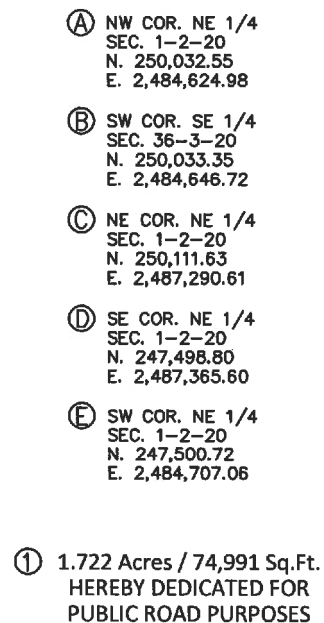 Ⓐ NW COR. NE 1/4
SEC. 1-2-20
N. 250,032.55
E. 2,484,624.98
Ⓑ SW COR. SE 1/4
SEC. 36-3-20
N. 250,033.35
E. 2,484,646.72
Ⓒ NE COR. NE 1/4
SEC. 1-2-20
N. 250,111.63
E. 2,487,290.61
Ⓓ SE COR. NE 1/4
SEC. 1-2-20
N. 247,498.80
E. 2,487,365.60
Ⓔ SW COR. NE 1/4
SEC. 1-2-20
N. 247,500.72
E. 2,484,707.06
① 1.722 Acres / 74,991 Sq.Ft.
HEREBY DEDICATED FOR
PUBLIC ROAD PURPOSES